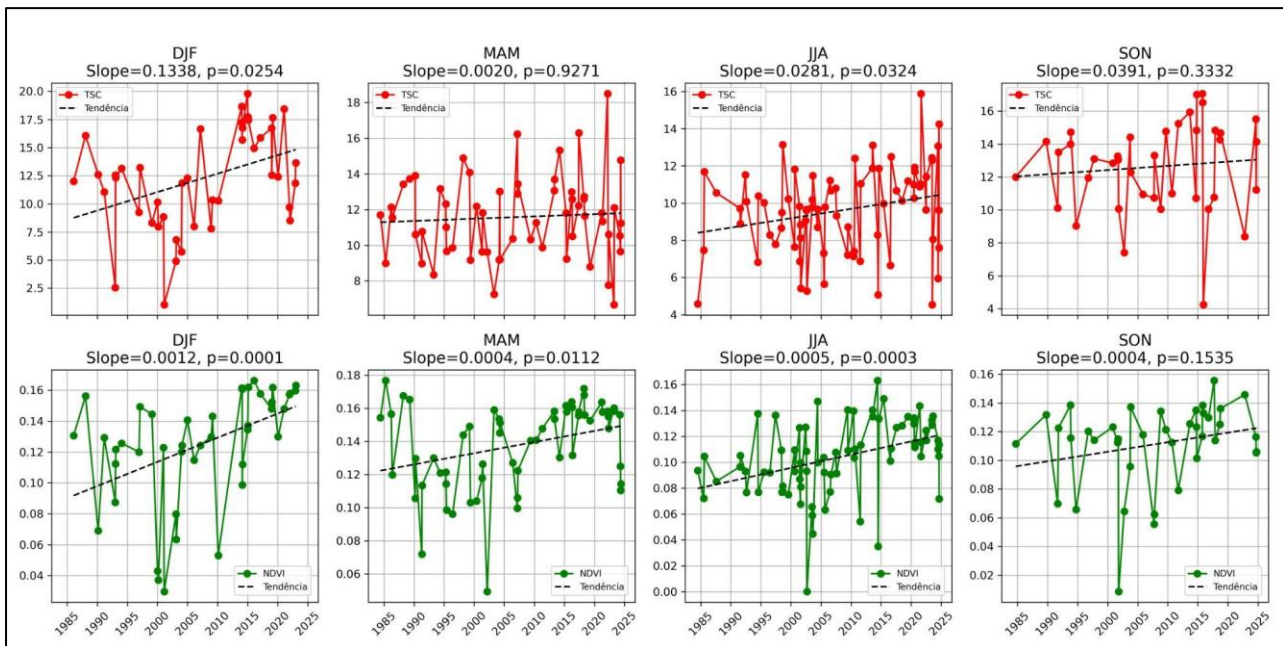 DJF
Slope=0.1338, p=0.0254
MAM
Slope=0.0020, p=0.9271
JJA
Slope=0.0281, p=0.0324
SON
Slope=0.0391, p=0.3332
TSC
Tendência
TSC
Tendência
TSC
Tendência
TSC
Tendência
20.0
17.5
15.0
12.5
10.0
7.5
5.0
2.5
18
16
14
12
10
8
16
14
12
10
8
6
4
16
14
12
10
8
6
4
DJF
Slope=0.0012, p=0.0001
MAM
Slope=0.0004, p=0.0112
JJA
Slope=0.0005, p=0.0003
SON
Slope=0.0004, p=0.1535
0.16
0.14
0.12
0.10
0.08
0.06
0.04
0.18
0.16
0.14
0.12
0.10
0.08
0.06
0.16
0.14
0.12
0.10
0.08
0.06
0.04
0.02
0.00
0.16
0.14
0.12
0.10
0.08
0.06
0.04
0.02
NDVI
Tendência
NDVI
Tendência
NDVI
Tendência
NDVI
Tendência
1985 1990 1995 2000 2005 2010 2015 2020 2025
1985 1990 1995 2000 2005 2010 2015 2020 2025
1985 1990 1995 2000 2005 2010 2015 2020 2025
1985 1990 1995 2000 2005 2010 2015 2020 2025